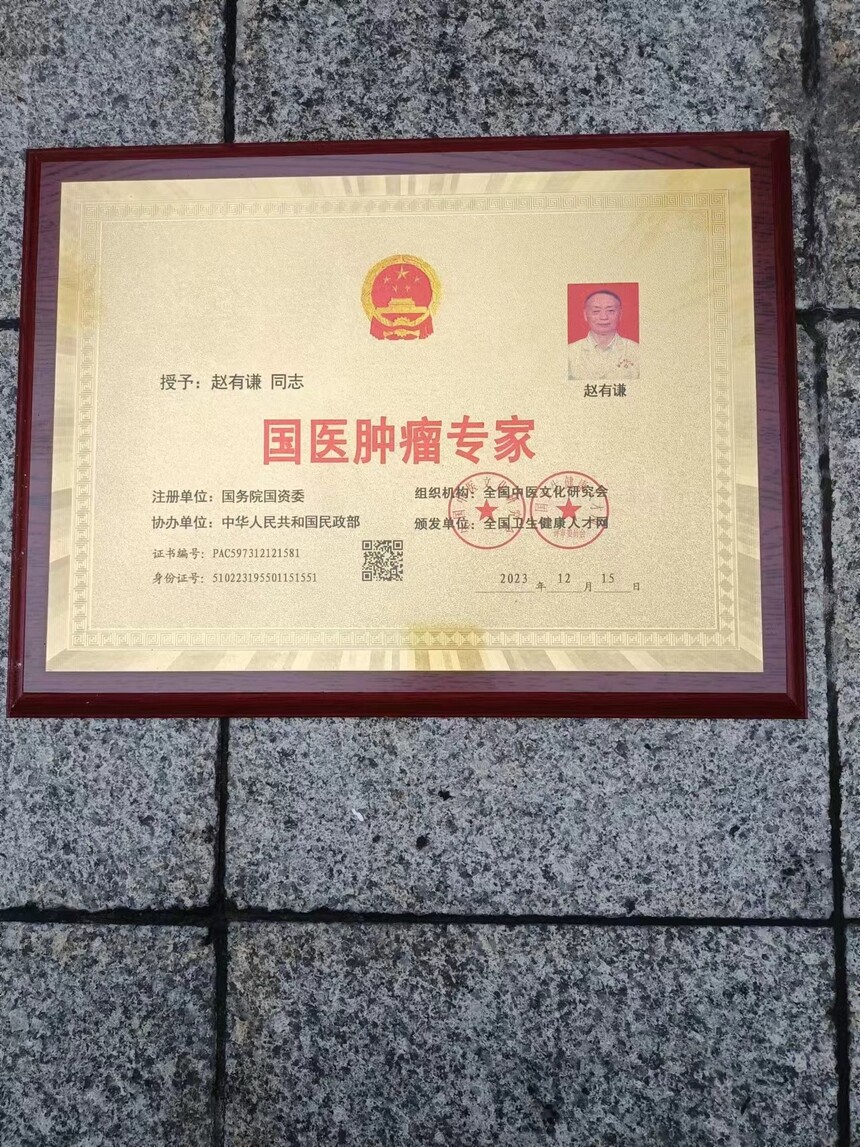 赵有谦
授予：赵有谦 同志
国医肿瘤专家
注册单位：国务院国资委
组织机构：全国中医文化研究会
协办单位：中华人民共和国民政部
颁发单位：全国卫生健康人才网
证书编号：PAC597312121581
身份证号：510223195501151551
2023 年 12 月 15 日